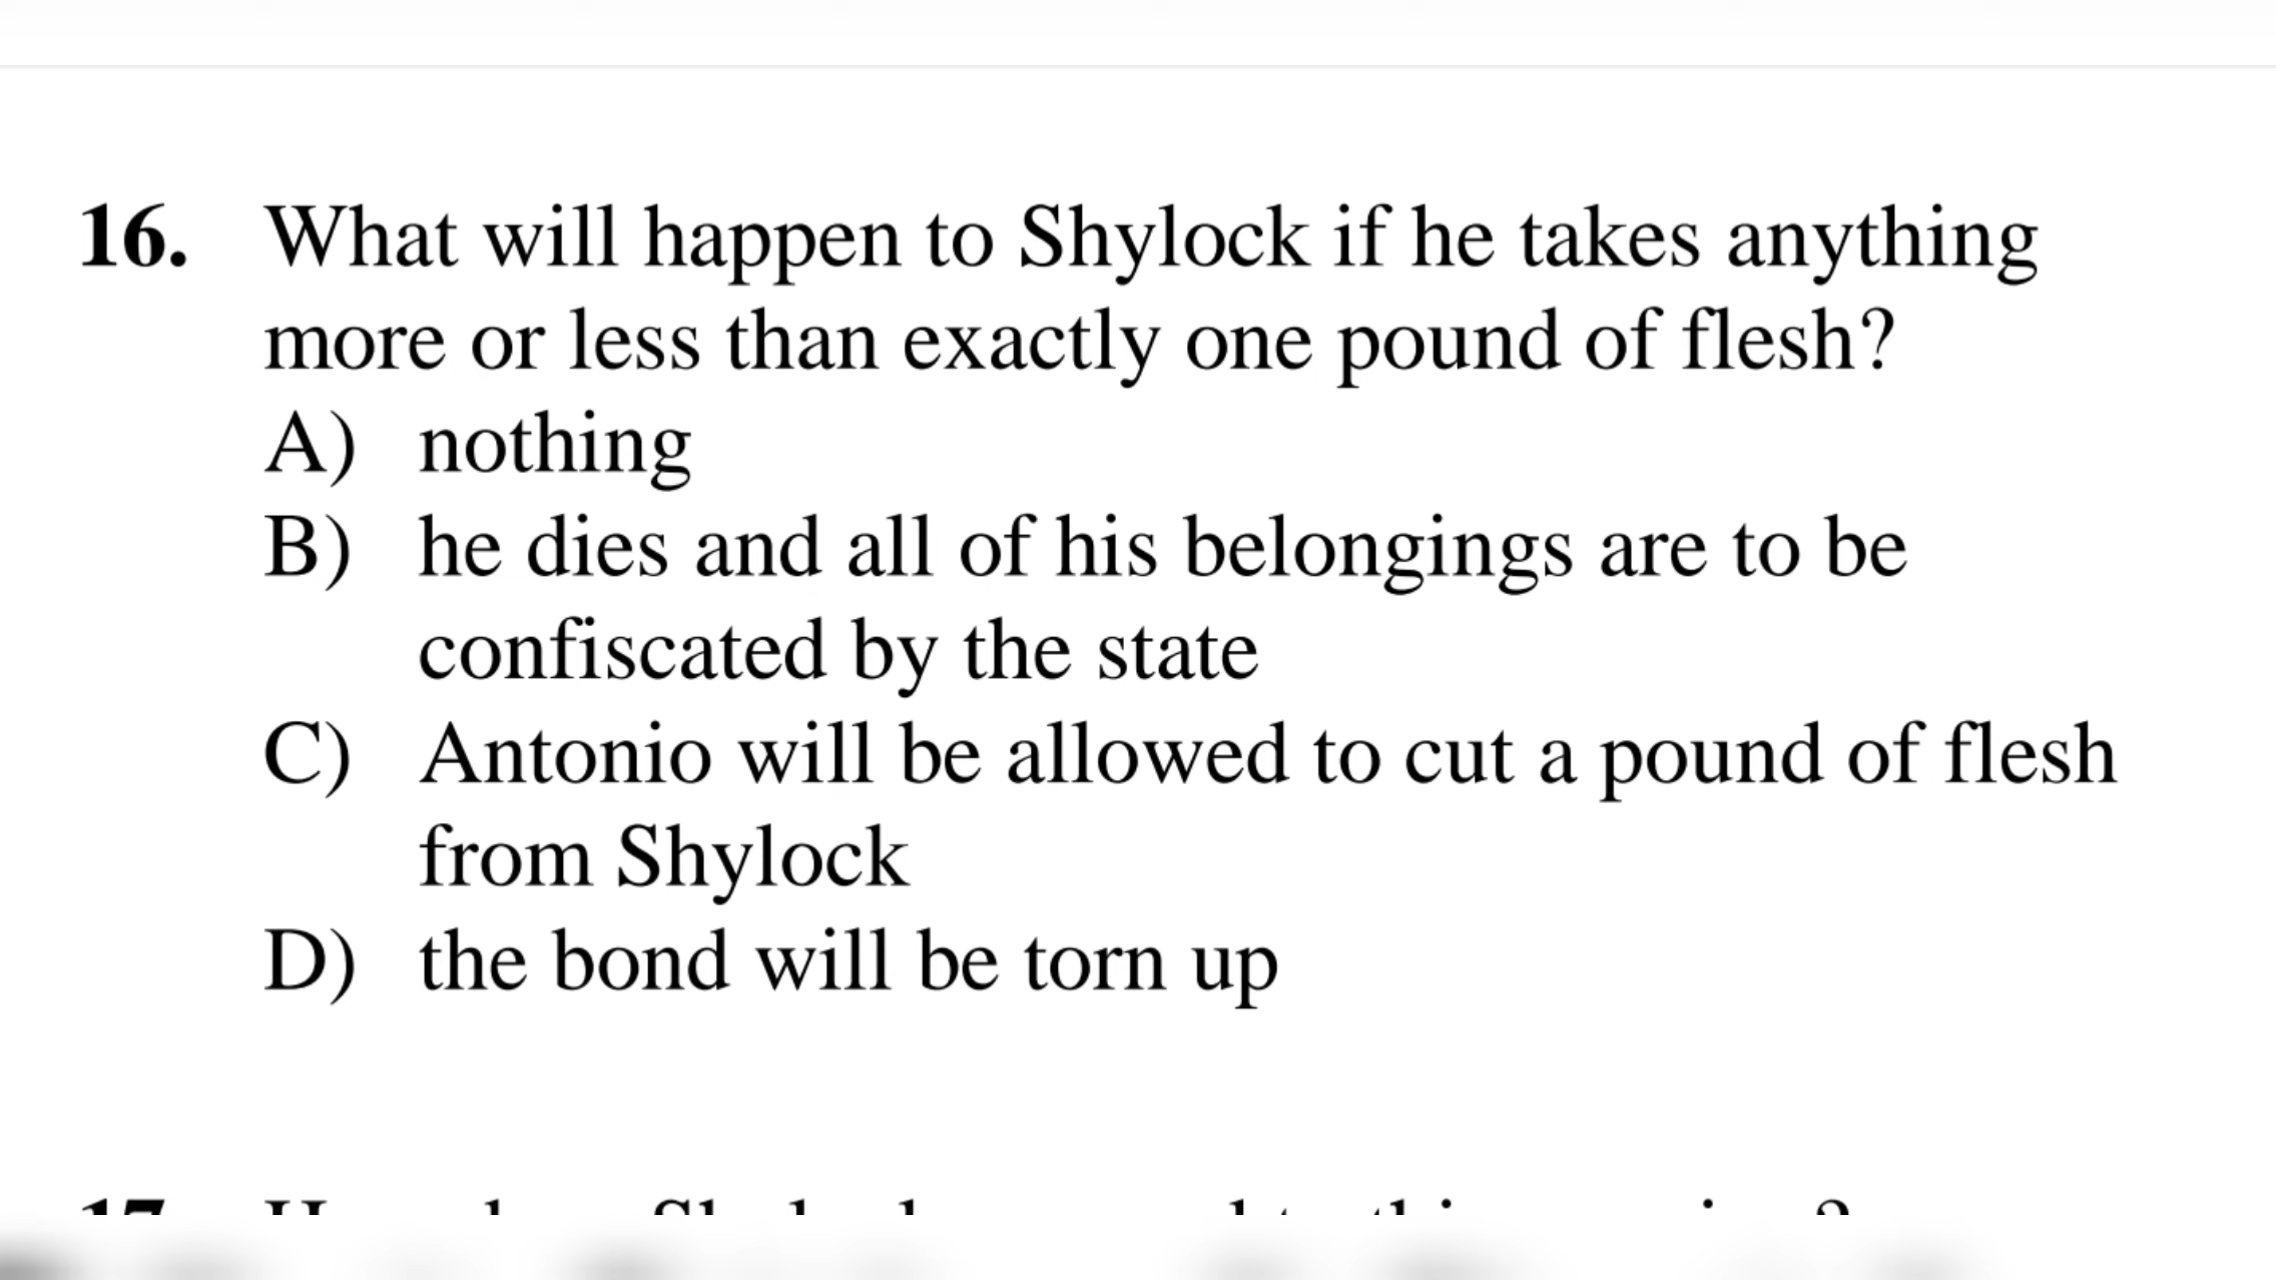 16. What will happen to Shylock if he takes anything
more or less than exactly one pound of flesh?
A) nothing
B) he dies and all of his belongings are to be
confiscated by the state
C) Antonio will be allowed to cut a pound of flesh
from Shylock
D) the bond will be torn up